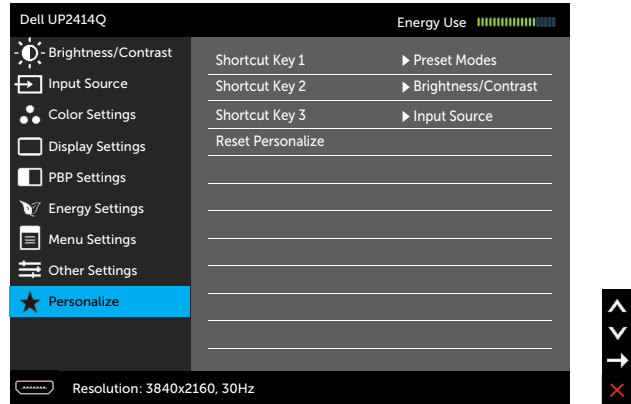 Dell UP2414Q
Energy Use
Brightness/Contrast
Input Source
Color Settings
Display Settings
PBP Settings
Energy Settings
Menu Settings
Other Settings
Personalize
Shortcut Key 1 Preset Modes
Shortcut Key 2 Brightness/Contrast
Shortcut Key 3 Input Source
Reset Personalize
Resolution: 3840x2160, 30Hz